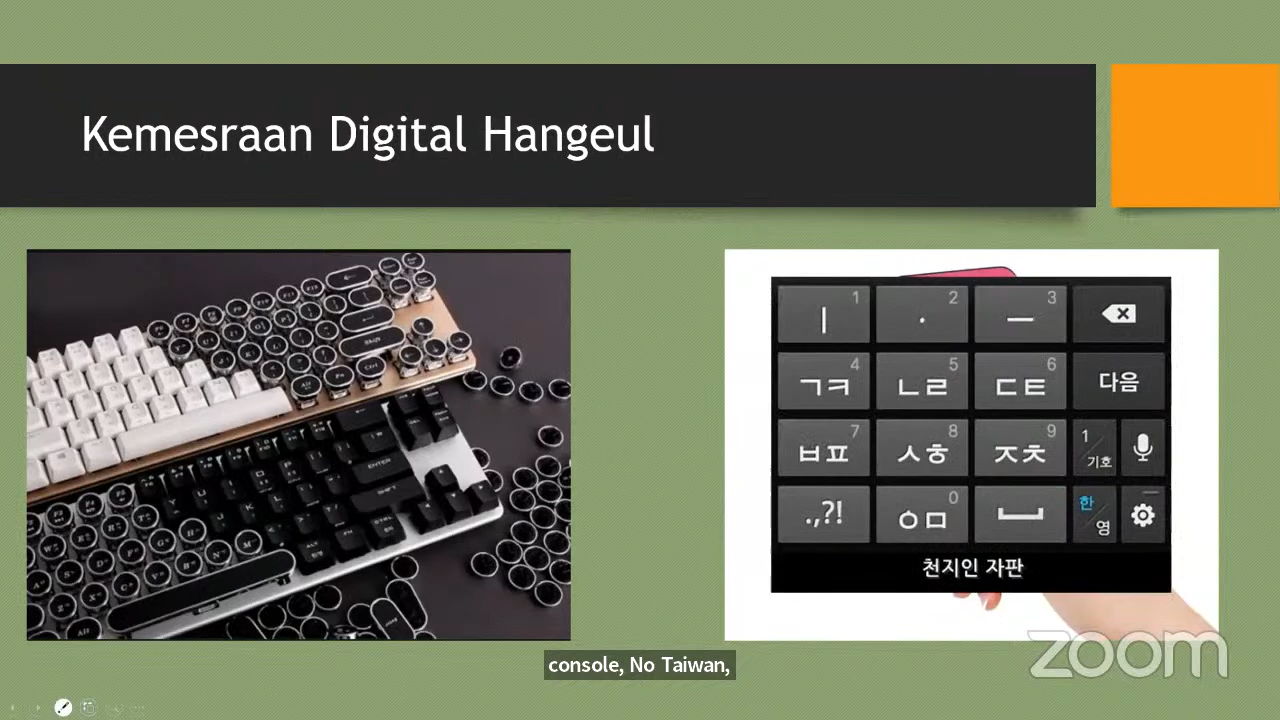 Kemesraan Digital Hangeul
ㅣ 1
· 2
ㅡ 3
ㄱㅋ 4
ㄴㄹ 5
ㄷㅌ 6
다음
ㅂㅍ 7
ㅅㅎ 8
ㅈㅊ 9
1/기호
.,?!
ㅇㅁ 0
한/영
천지인 자판
ENTER
console, No Taiwan,
zoom